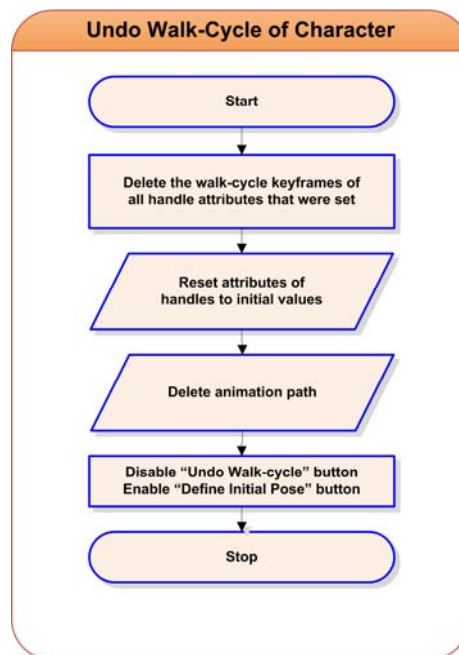 Undo Walk-Cycle of Character
Start
Delete the walk-cycle keyframes of
all handle attributes that were set
Reset attributes of
handles to initial values
Delete animation path
Disable “Undo Walk-cycle” button
Enable “Define Initial Pose” button
Stop